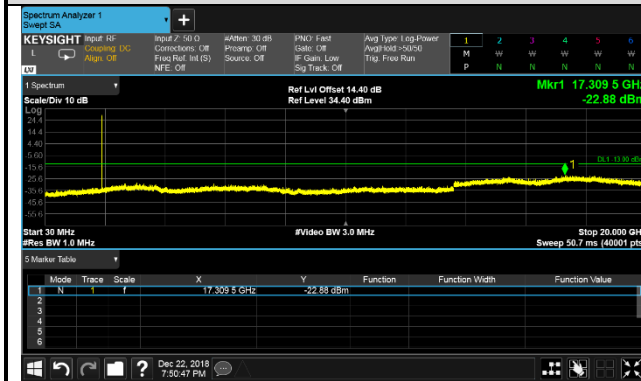 Spectrum Analyzer 1
Swept SA
+
KEYSIGHT Input: RF Input Z: 50 Ω #Atten: 30 dB PNO: Fast Avg Type: Log-Power 1 2 3 4 5 6
L Coupling: DC Corrections: Off Preamp: Off Gate: Off Avg|Hold: >50/50 M W W W W W
Align: Off Freq Ref: Int (S) Source: Off IF Gain: Low Trig: Free Run
NFE: Off Sig Track: Off P N N N N N
LXI
1 Spectrum Ref Lvl Offset 14.40 dB Mkr1 17.309 5 GHz
Scale/Div 10 dB Ref Level 34.40 dBm -22.88 dBm
Log
24.4
14.4
4.40
-5.60
1 DL1 -13.00 dBm
-15.6
-25.6
-35.6
-45.6
-55.6
Start 30 MHz #Video BW 3.0 MHz Stop 20.000 GH
#Res BW 1.0 MHz Sweep 50.7 ms (40001 pts
5 Marker Table
Mode Trace Scale X Y Function Function Width Function Value
1 N 1 f 17.309 5 GHz -22.88 dBm
2
3
4
5
6
? Dec 22, 2018
7:50:47 PM